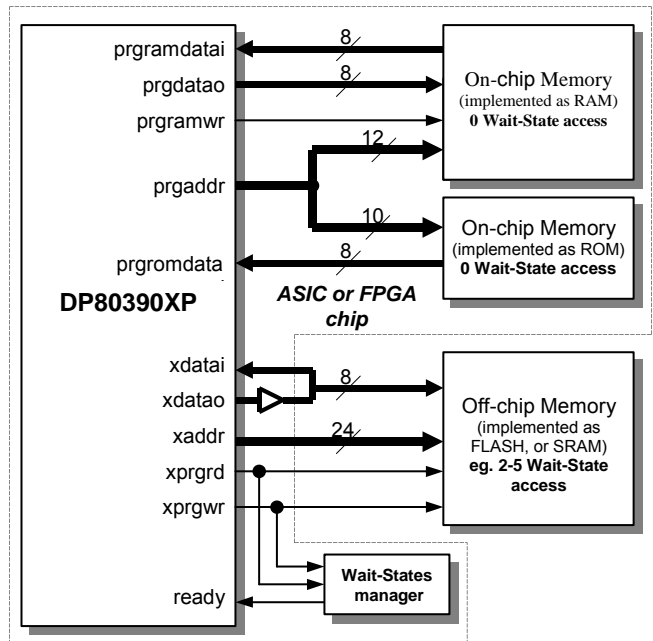 prgramdatai
8
prgdatao
8
prgramwr
On-chip Memory
(implemented as RAM)
0 Wait-State access
12
prgaddr
10
On-chip Memory
(implemented as ROM)
0 Wait-State access
prgromdata
8
DP80390XP
ASIC or FPGA
chip
xdatai
8
xdatao
xaddr
24
xprgrd
xprgwr
Off-chip Memory
(implemented as
FLASH, or SRAM)
eg. 2-5 Wait-State
access
ready
Wait-States
manager